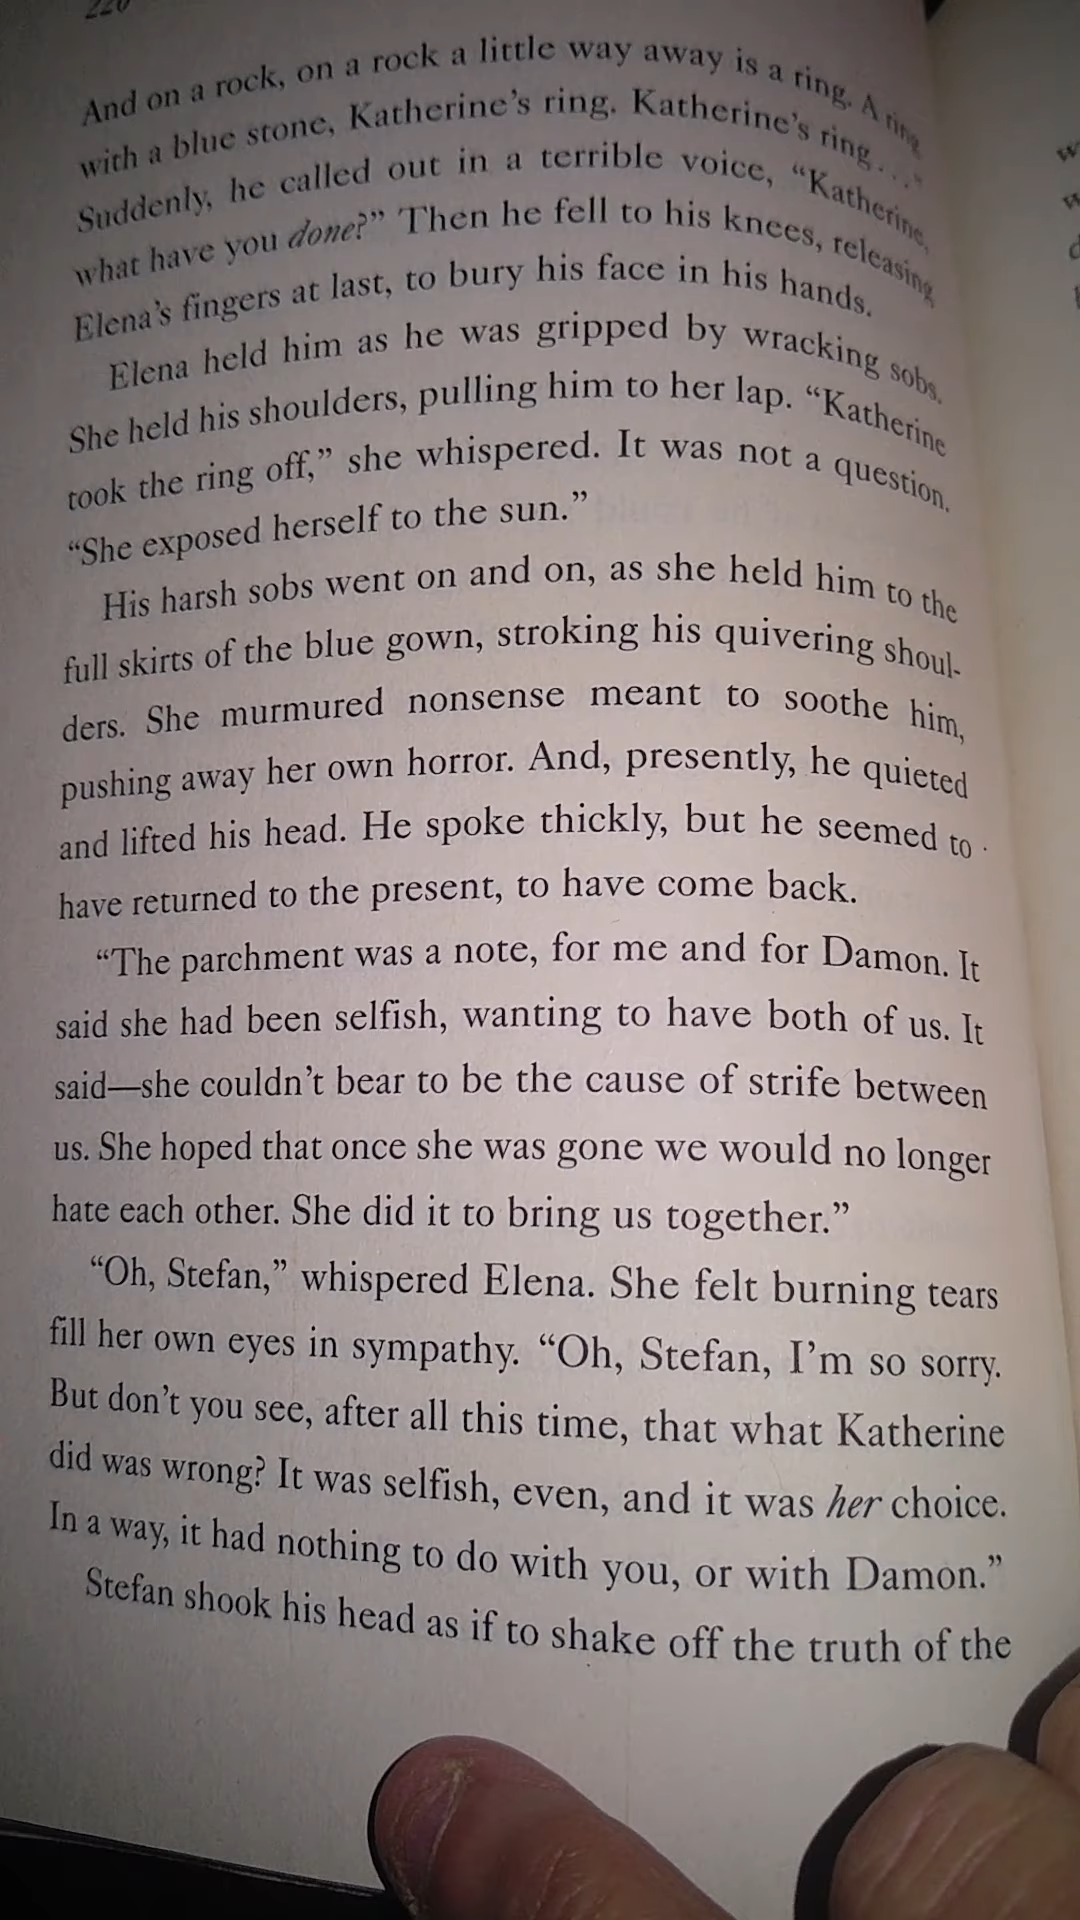 220
And on a rock, on a rock a little way away is a ring. A ring
with a blue stone, Katherine's ring. Katherine's ring . . ."
Suddenly, he called out in a terrible voice, "Katherine,
what have you done?" Then he fell to his knees, releasing
Elena's fingers at last, to bury his face in his hands.
Elena held him as he was gripped by wracking sobs.
She held his shoulders, pulling him to her lap. "Katherine
took the ring off," she whispered. It was not a question.
"She exposed herself to the sun."
His harsh sobs went on and on, as she held him to the
full skirts of the blue gown, stroking his quivering shoul-
ders. She murmured nonsense meant to soothe him,
pushing away her own horror. And, presently, he quieted
and lifted his head. He spoke thickly, but he seemed to
have returned to the present, to have come back.
"The parchment was a note, for me and for Damon. It
said she had been selfish, wanting to have both of us. It
said—she couldn't bear to be the cause of strife between
us. She hoped that once she was gone we would no longer
hate each other. She did it to bring us together."
"Oh, Stefan," whispered Elena. She felt burning tears
fill her own eyes in sympathy. "Oh, Stefan, I'm so sorry.
But don't you see, after all this time, that what Katherine
did was wrong? It was selfish, even, and it was her choice.
In a way, it had nothing to do with you, or with Damon."
Stefan shook his head as if to shake off the truth of the